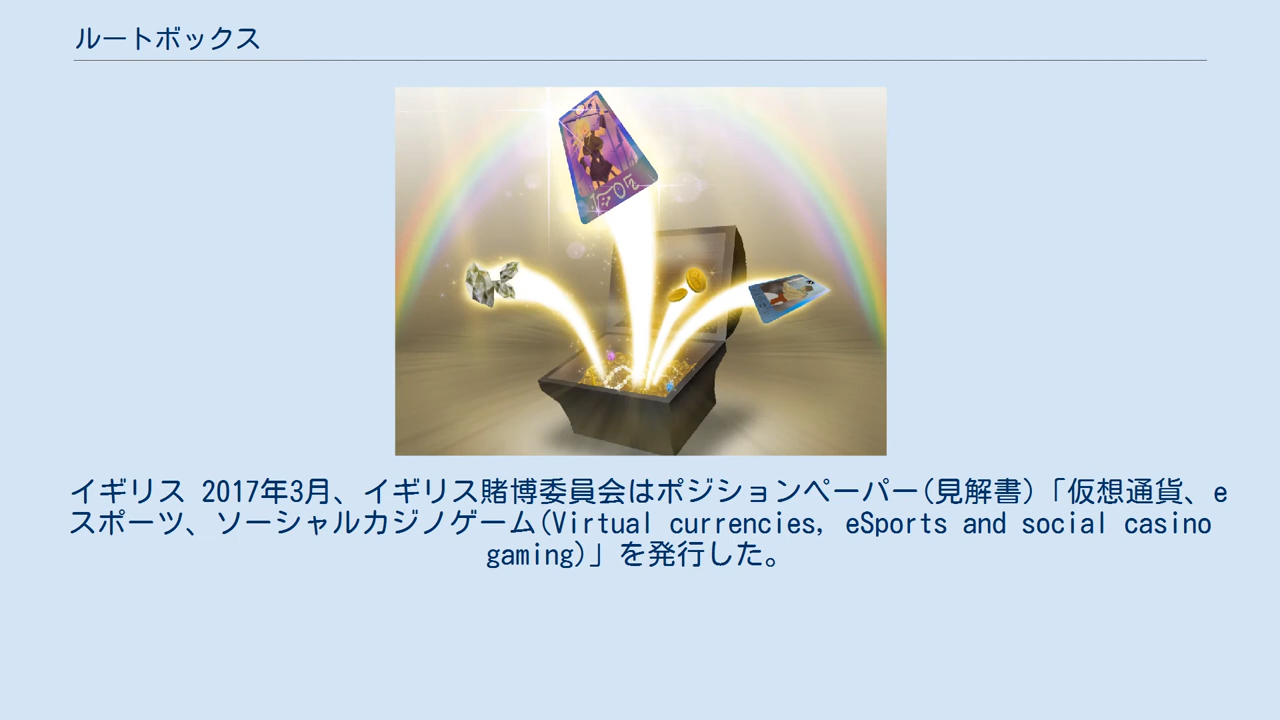 ルートボックス
イギリス 2017年3月、イギリス賭博委員会はポジションペーパー(見解書)「仮想通貨、e
スポーツ、ソーシャルカジノゲーム(Virtual currencies, eSports and social casino
gaming)」を発行した。